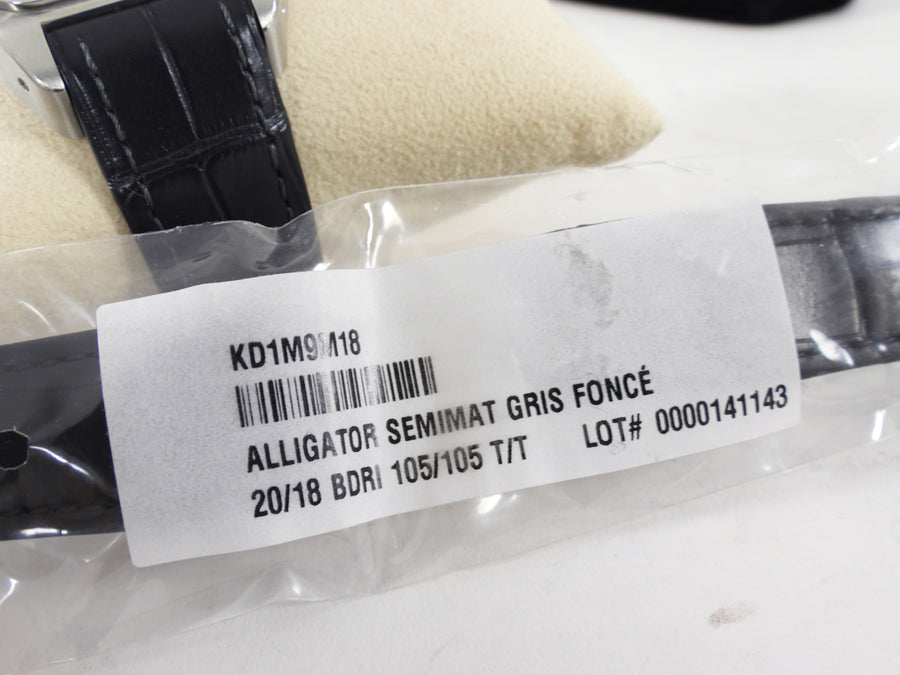 KD1M9M18
ALLIGATOR SEMIMAT GRIS FONCÉ
20/18 BDRI 105/105 T/T LOT# 0000141143